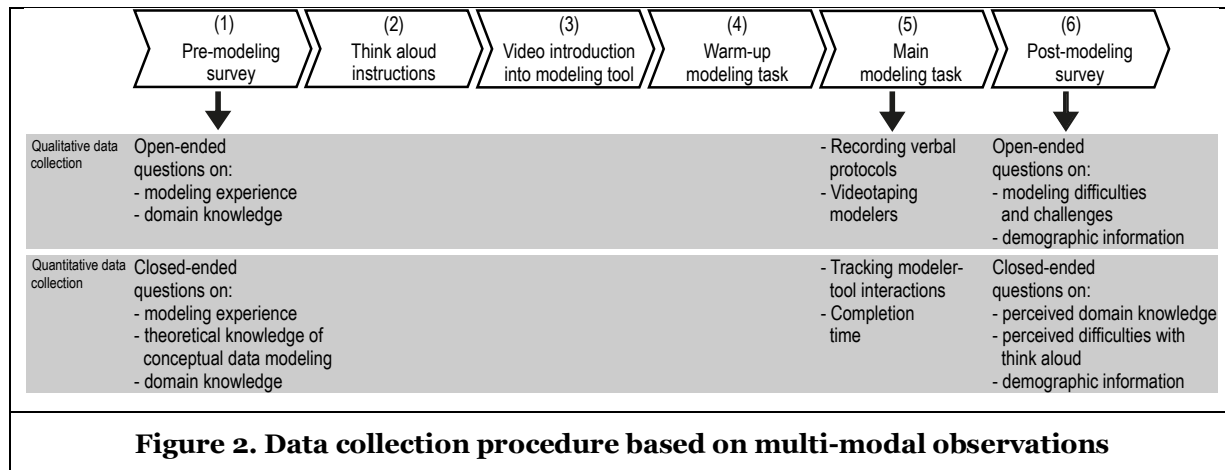 (1)
Pre-modeling
survey
(2)
Think aloud
instructions
(3)
Video introduction
into modeling tool
(4)
Warm-up
modeling task
(5)
Main
modeling task
(6)
Post-modeling
survey
Qualitative data
collection
Open-ended
questions on:
- modeling experience
- domain knowledge
- Recording verbal
protocols
- Videotaping
modelers
Open-ended
questions on:
- modeling difficulties
and challenges
- demographic information
Quantitative data
collection
Closed-ended
questions on:
- modeling experience
- theoretical knowledge of
conceptual data modeling
- domain knowledge
- Tracking modeler-
tool interactions
- Completion
time
Closed-ended
questions on:
- perceived domain knowledge
- perceived difficulties with
think aloud
- demographic information
Figure 2. Data collection procedure based on multi-modal observations